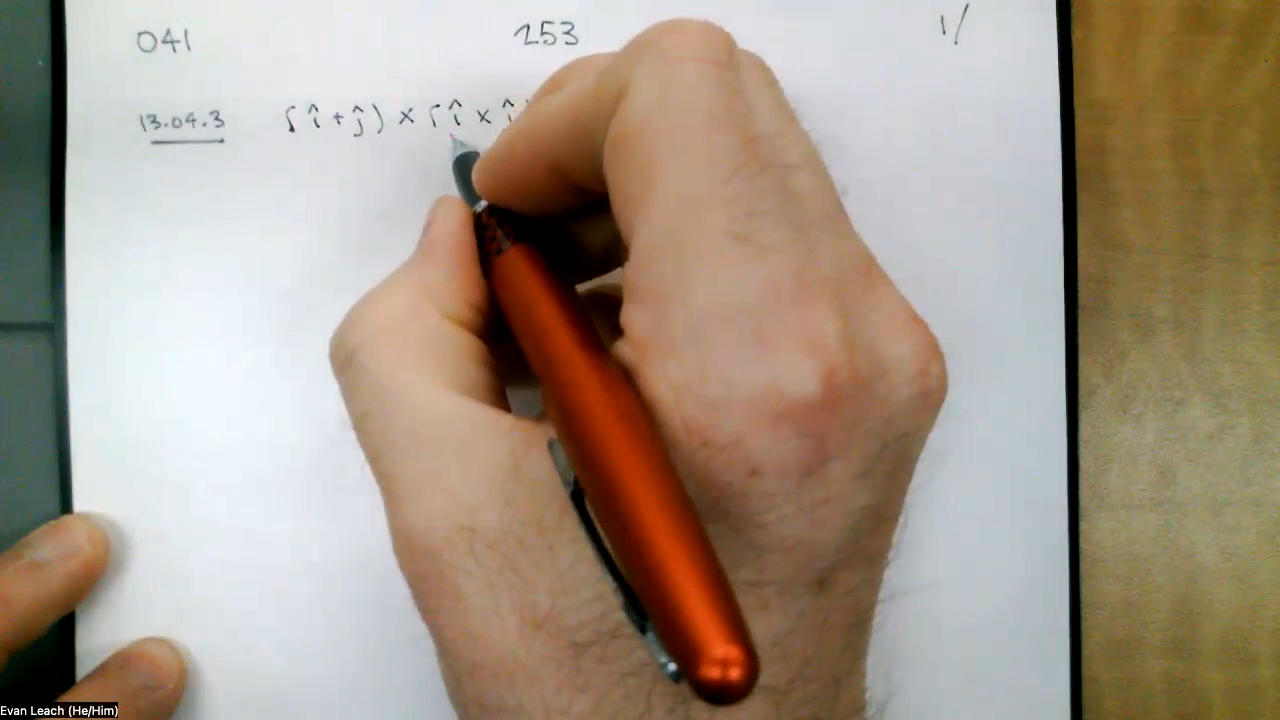 041 253 1/
13.04.3 (î + ĵ) × (î ×
Evan Leach (He/Him)